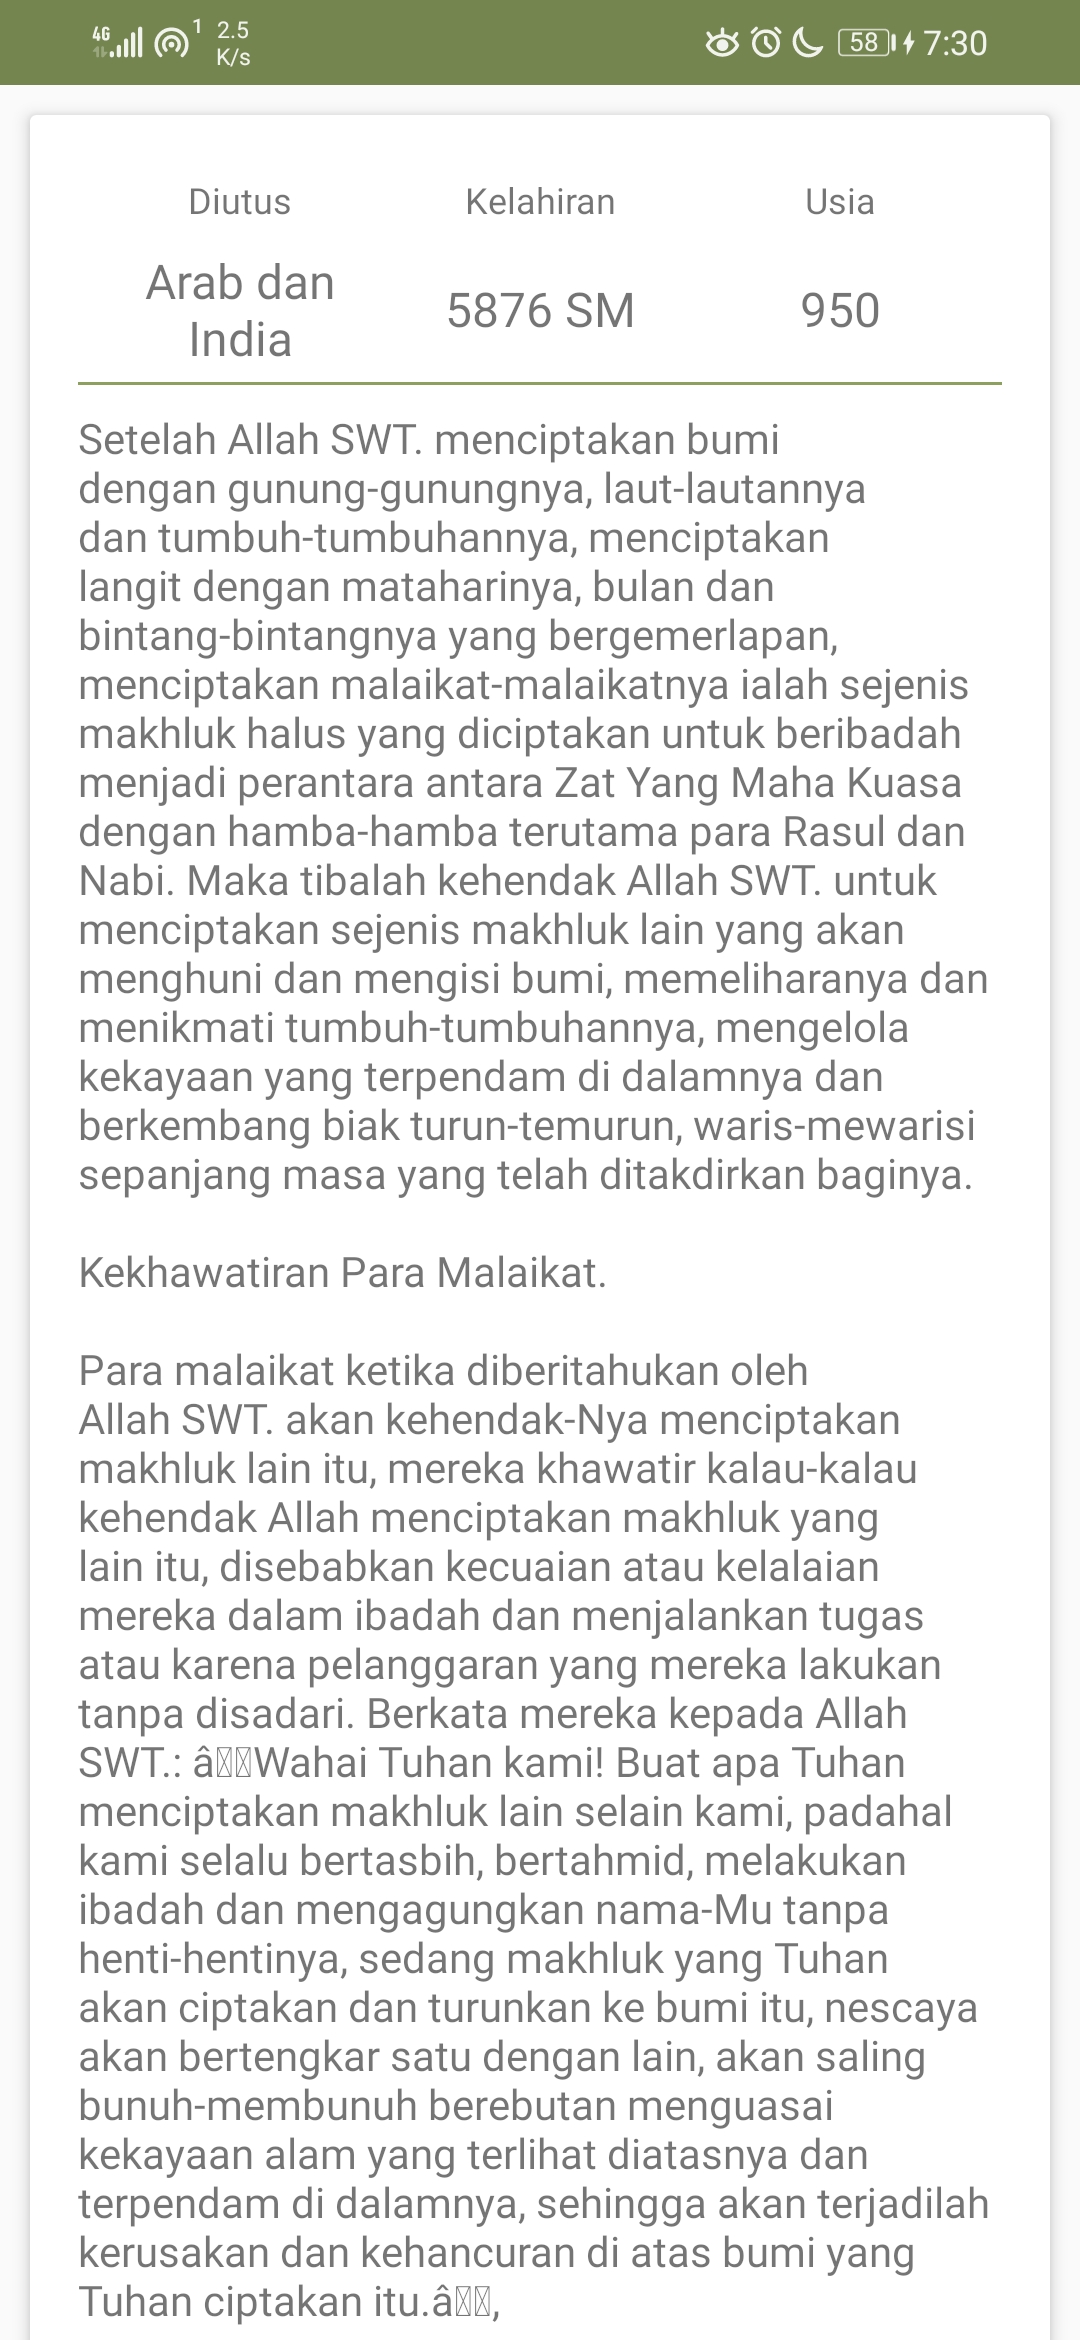 4G 1 2.5 K/s 58 7:30
Diutus Kelahiran Usia
Arab dan
India
5876 SM
950
Setelah Allah SWT. menciptakan bumi
dengan gunung-gunungnya, laut-lautannya
dan tumbuh-tumbuhannya, menciptakan
langit dengan mataharinya, bulan dan
bintang-bintangnya yang bergemerlapan,
menciptakan malaikat-malaikatnya ialah sejenis
makhluk halus yang diciptakan untuk beribadah
menjadi perantara antara Zat Yang Maha Kuasa
dengan hamba-hamba terutama para Rasul dan
Nabi. Maka tibalah kehendak Allah SWT. untuk
menciptakan sejenis makhluk lain yang akan
menghuni dan mengisi bumi, memeliharanya dan
menikmati tumbuh-tumbuhannya, mengelola
kekayaan yang terpendam di dalamnya dan
berkembang biak turun-temurun, waris-mewarisi
sepanjang masa yang telah ditakdirkan baginya.
Kekhawatiran Para Malaikat.
Para malaikat ketika diberitahukan oleh
Allah SWT. akan kehendak-Nya menciptakan
makhluk lain itu, mereka khawatir kalau-kalau
kehendak Allah menciptakan makhluk yang
lain itu, disebabkan kecuaian atau kelalaian
mereka dalam ibadah dan menjalankan tugas
atau karena pelanggaran yang mereka lakukan
tanpa disadari. Berkata mereka kepada Allah
SWT.: âWahai Tuhan kami! Buat apa Tuhan
menciptakan makhluk lain selain kami, padahal
kami selalu bertasbih, bertahmid, melakukan
ibadah dan mengagungkan nama-Mu tanpa
henti-hentinya, sedang makhluk yang Tuhan
akan ciptakan dan turunkan ke bumi itu, nescaya
akan bertengkar satu dengan lain, akan saling
bunuh-membunuh berebutan menguasai
kekayaan alam yang terlihat diatasnya dan
terpendam di dalamnya, sehingga akan terjadilah
kerusakan dan kehancuran di atas bumi yang
Tuhan ciptakan itu.â,